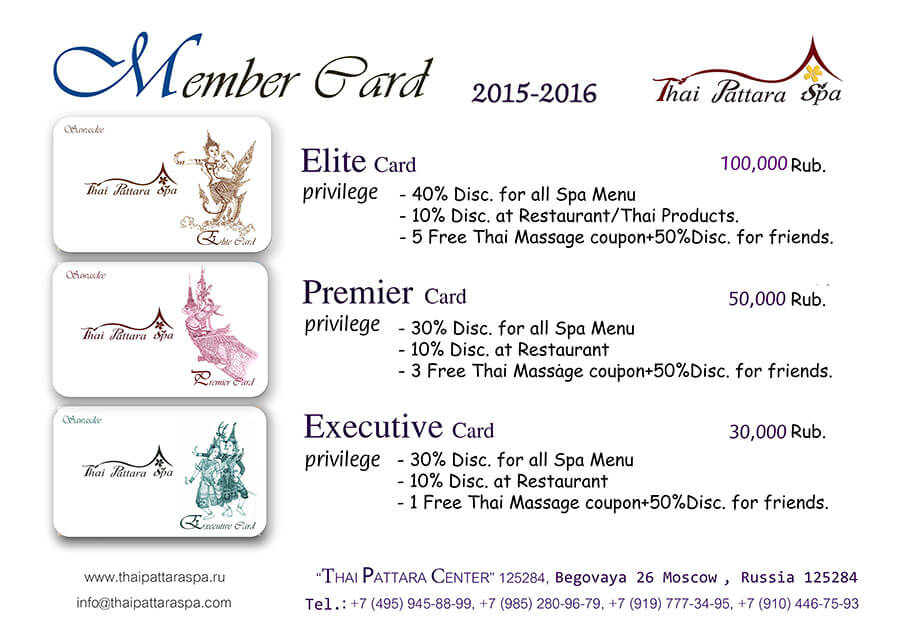 Member Card
2015-2016
Thai Pattara Spa
Sawasdee
Thai Pattara Spa
Elite Card
Elite Card
100,000 Rub.
privilege
- 40% Disc. for all Spa Menu
- 10% Disc. at Restaurant/Thai Products.
- 5 Free Thai Massage coupon+50%Disc. for friends.
Sawasdee
Thai Pattara Spa
Premier Card
Premier Card
50,000 Rub.
privilege
- 30% Disc. for all Spa Menu
- 10% Disc. at Restaurant
- 3 Free Thai Massage coupon+50%Disc. for friends.
Sawasdee
Thai Pattara Spa
Executive Card
Executive Card
30,000 Rub.
privilege
- 30% Disc. for all Spa Menu
- 10% Disc. at Restaurant
- 1 Free Thai Massage coupon+50%Disc. for friends.
www.thaipattaraspa.ru
info@thaipattaraspa.com
"THAI PATTARA CENTER" 125284, Begovaya 26 Moscow , Russia 125284
Tel.: +7 (495) 945-88-99, +7 (985) 280-96-79, +7 (919) 777-34-95, +7 (910) 446-75-93